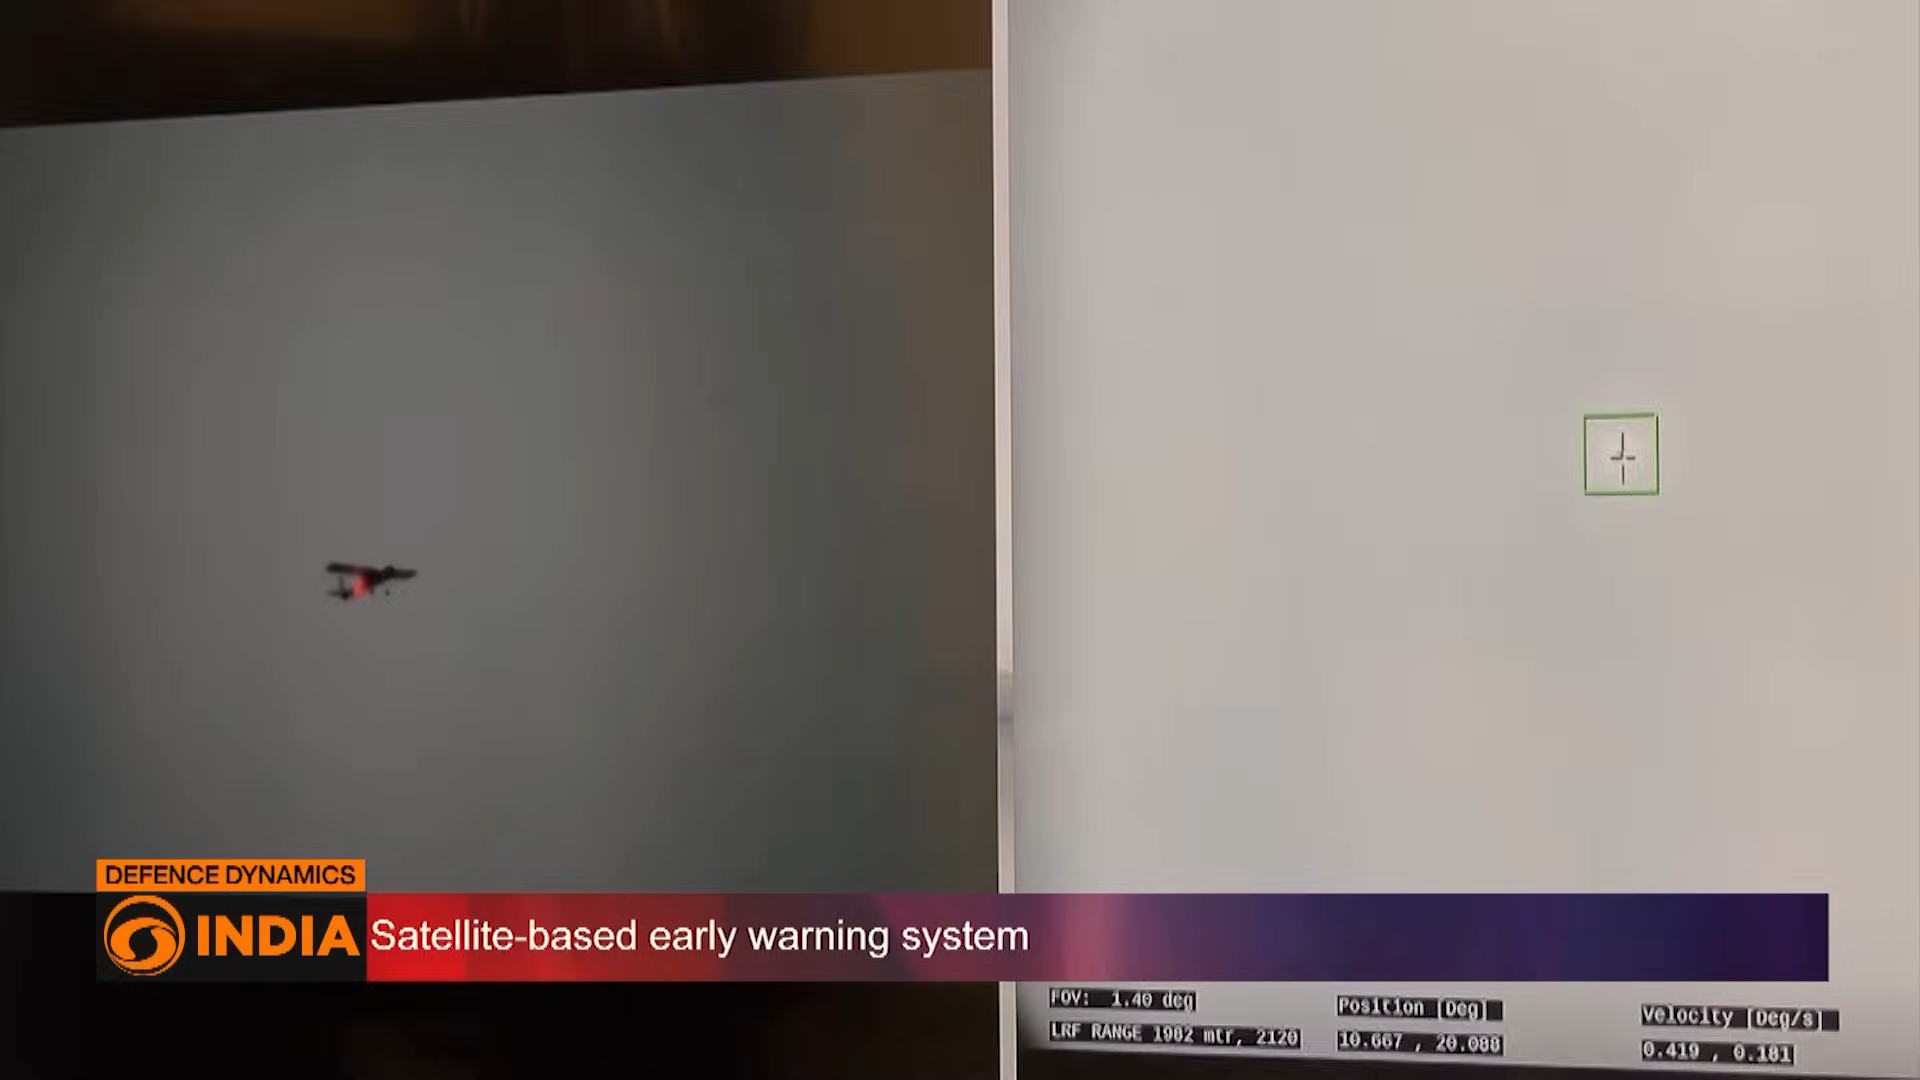 DEFENCE DYNAMICS
INDIA
Satellite-based early warning system
FOV: 1.40 deg
LRF RANGE 1982 mtr, 2120
Position [Deg]
10.667 , 20.088
Velocity [Deg/s]
0.419 , 0.181